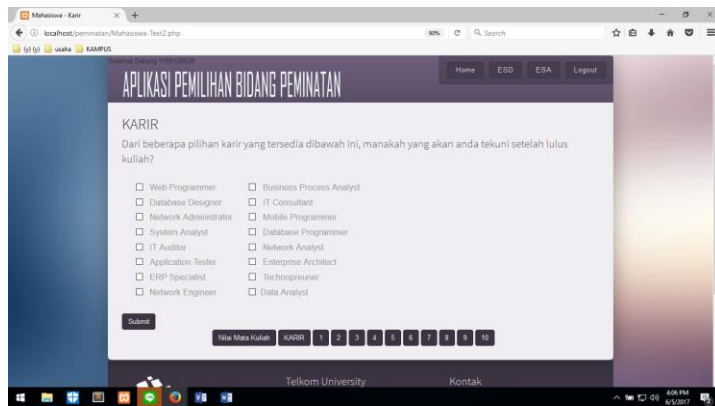 Mahasiswa - Karir
localhost/peminatan/Mahasiswa-Test2.php
90%
Search
(y) (y)
usaha
KAMPUS
Selamat Datang
APLIKASI PEMILIHAN BIDANG PEMINATAN
Home ESD ESA Logout
KARIR
Dari beberapa pilihan karir yang tersedia dibawah ini, manakah yang akan anda tekuni setelah lulus
kuliah?
Web Programmer Business Process Analyst
Database Designer IT Consultant
Network Administrator Mobile Programmer
System Analyst Database Programmer
IT Auditor Network Analyst
Application Tester Enterprise Architect
ERP Specialist Technopreuner
Network Engineer Data Analyst
Submit
Nilai Mata Kuliah KARIR 1 2 3 4 5 6 7 8 9 10
Telkom University Kontak
4:06 PM
6/5/2017